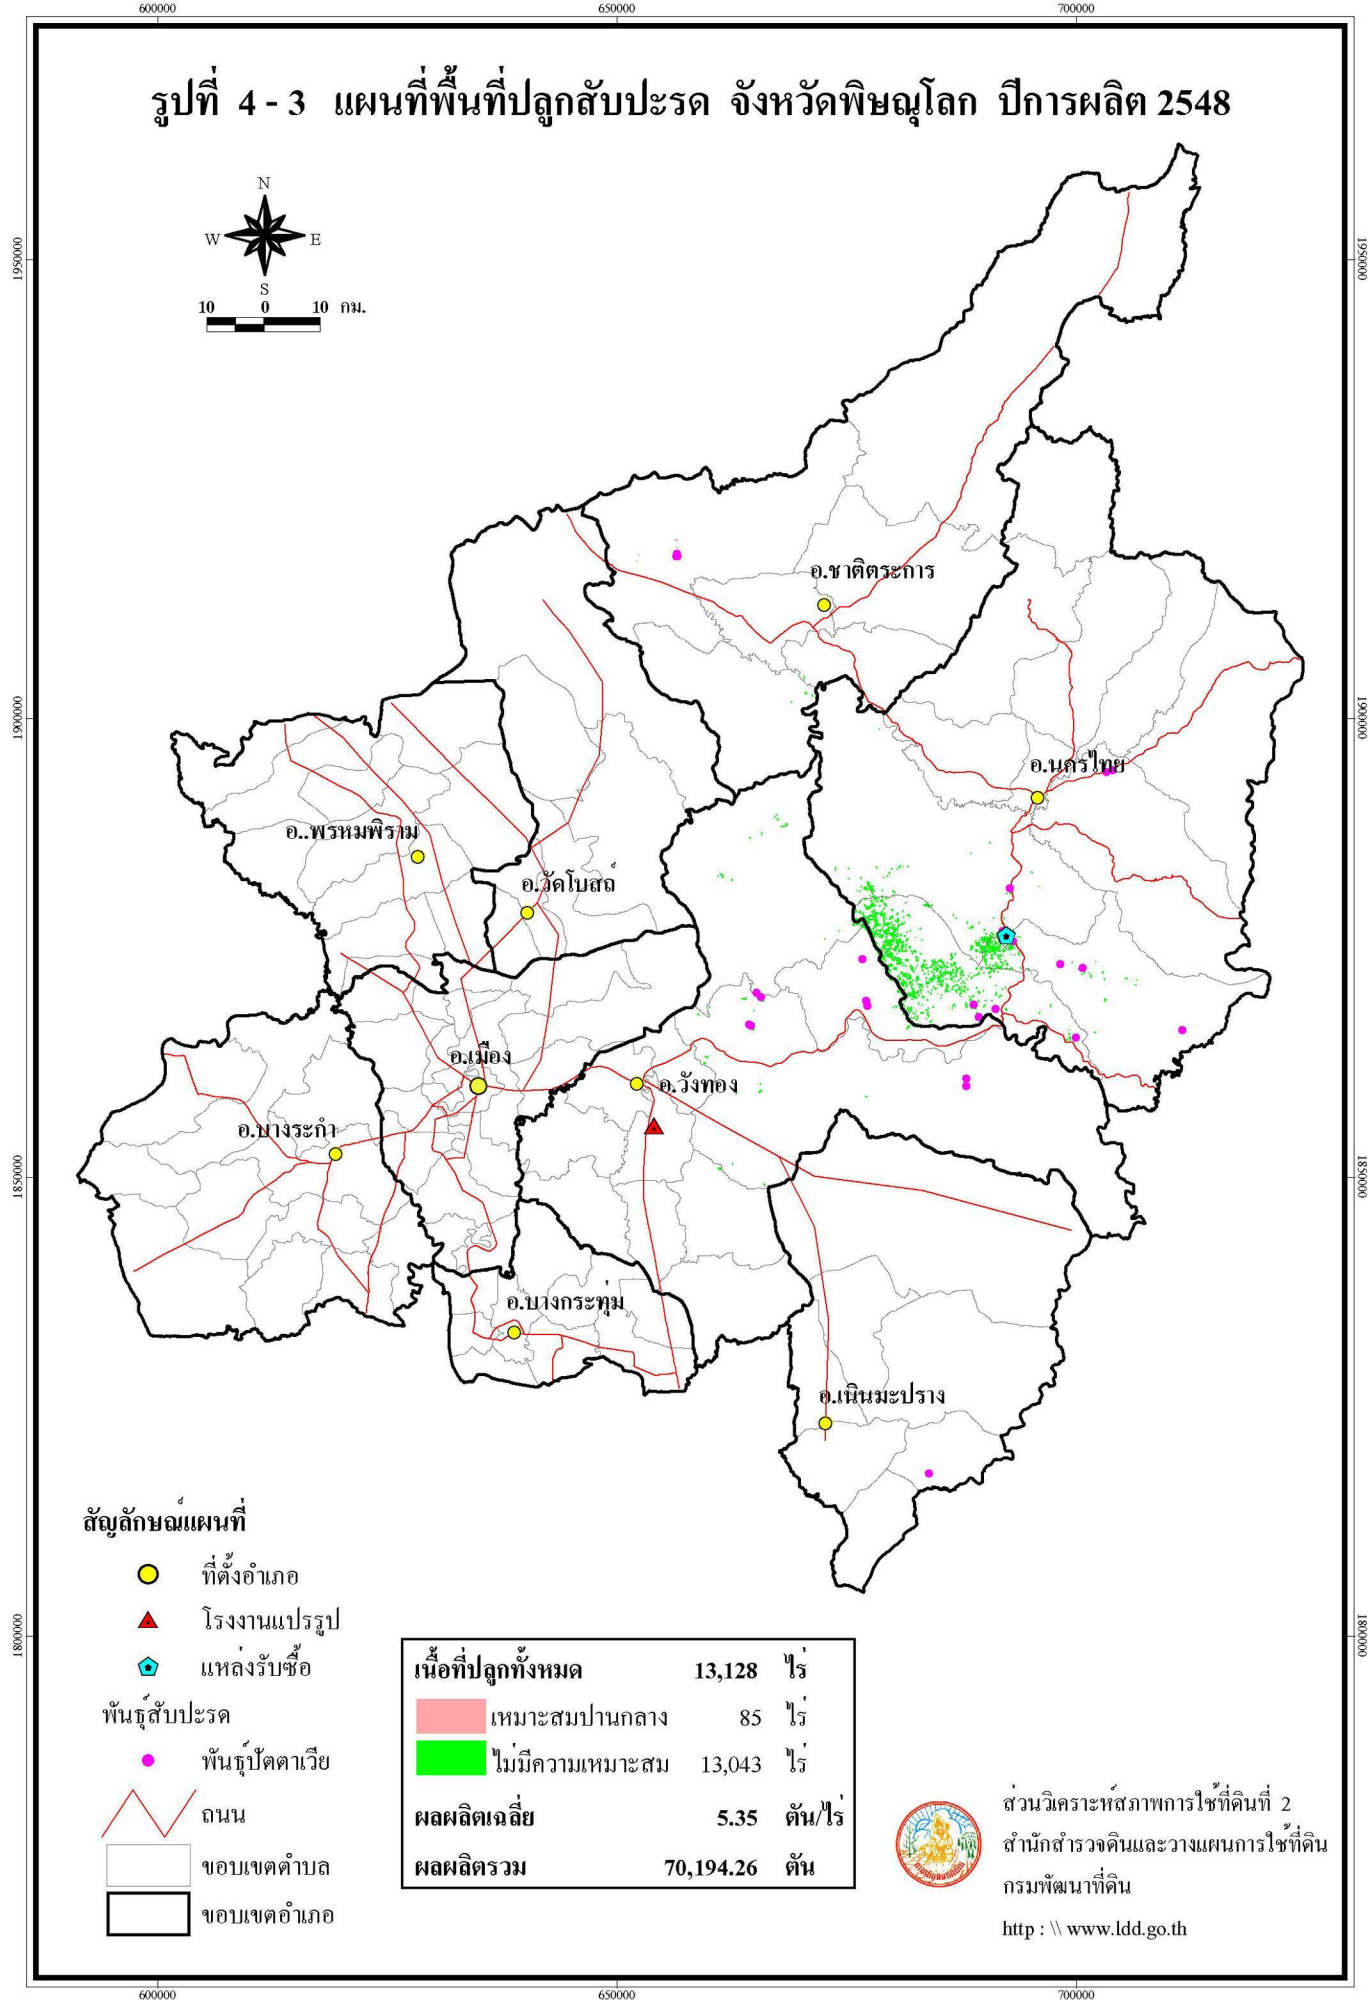 600000 650000 700000
รูปที่ 4 - 3 แผนที่พื้นที่ปลูกสับปะรด จังหวัดพิษณุโลก ปีการผลิต 2548
N
W E
S
10 0 10 กม.
1950000 1950000
อ.ชาติตระการ
1900000 1900000
อ.นครไทย
อ..พรหมพิราม
อ.วัดโบสถ์
อ.เมือง
อ.วังทอง
อ.บางระกำ
1850000 1850000
อ.บางกระทุ่ม
อ.เนินมะปราง
สัญลักษณ์แผนที่
ที่ตั้งอำเภอ
โรงงานแปรรูป
แหล่งรับซื้อ
พันธุ์สับปะรด
พันธุ์ปัตตาเวีย
ถนน
ขอบเขตตำบล
ขอบเขตอำเภอ
1800000 1800000
เนื้อที่ปลูกทั้งหมด 13,128 ไร่
เหมาะสมปานกลาง 85 ไร่
ไม่มีความเหมาะสม 13,043 ไร่
ผลผลิตเฉลี่ย 5.35 ตัน/ไร่
ผลผลิตรวม 70,194.26 ตัน
ส่วนวิเคราะห์สภาพการใช้ที่ดินที่ 2
สำนักสำรวจดินและวางแผนการใช้ที่ดิน
กรมพัฒนาที่ดิน
http : \\ www.ldd.go.th
600000 650000 700000